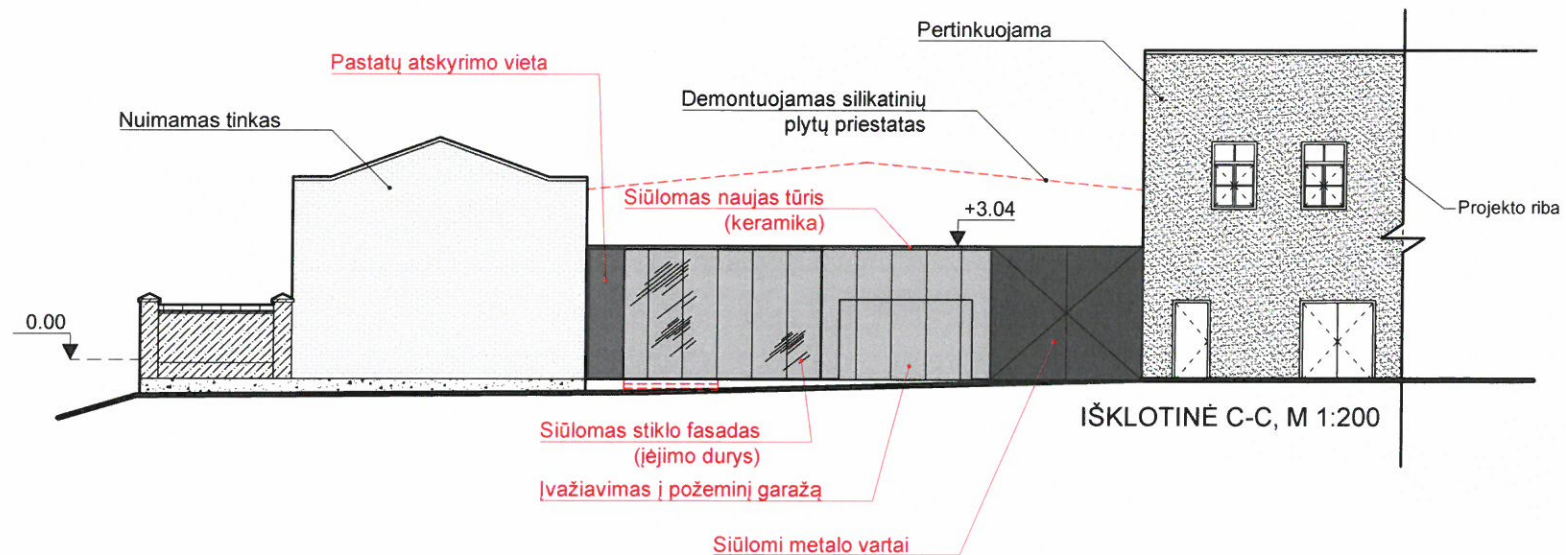 Pertinkuojama
Pastatų atskyrimo vieta
Demontuojamas silikatinių
plytų priestatas
Nuimamas tinkas
Siūlomas naujas tūris
(keramika)
+3.04
Projekto riba
0.00
IŠKLOTINĖ C-C, M 1:200
Siūlomas stiklo fasadas
(įėjimo durys)
Įvažiavimas į požeminį garažą
Siūlomi metalo vartai